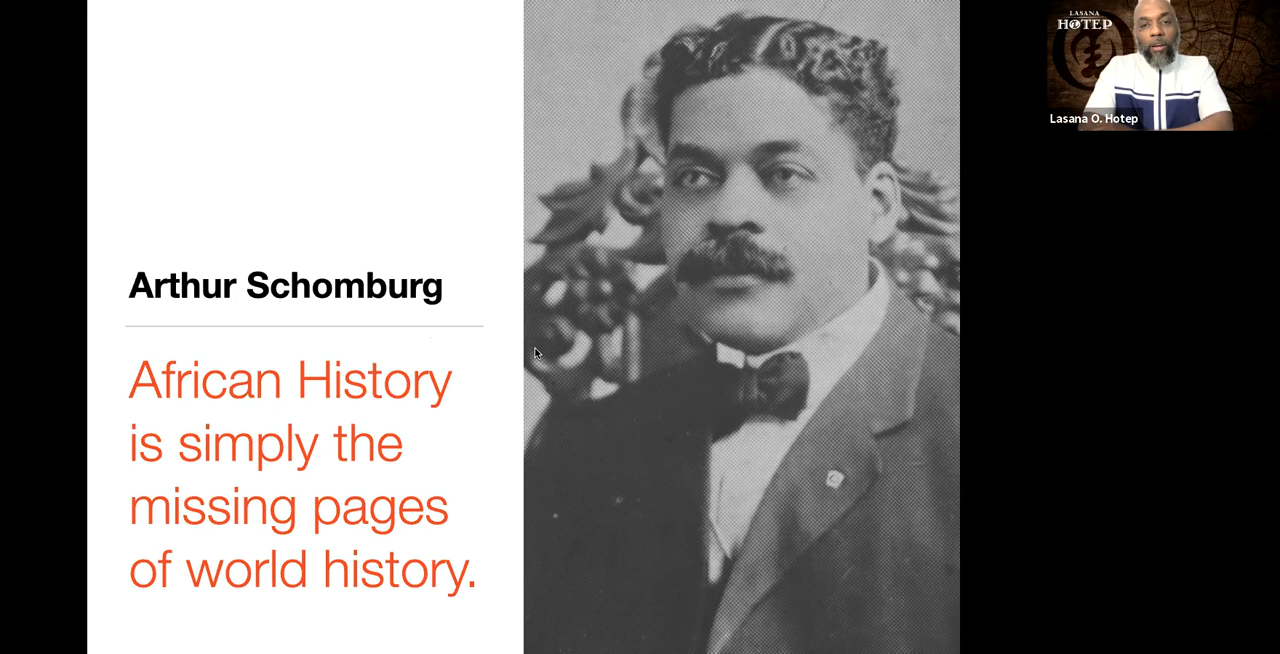 Arthur Schomburg
African History
is simply the
missing pages
of world history.
LASANA
HOTEP
Lasana O. Hotep